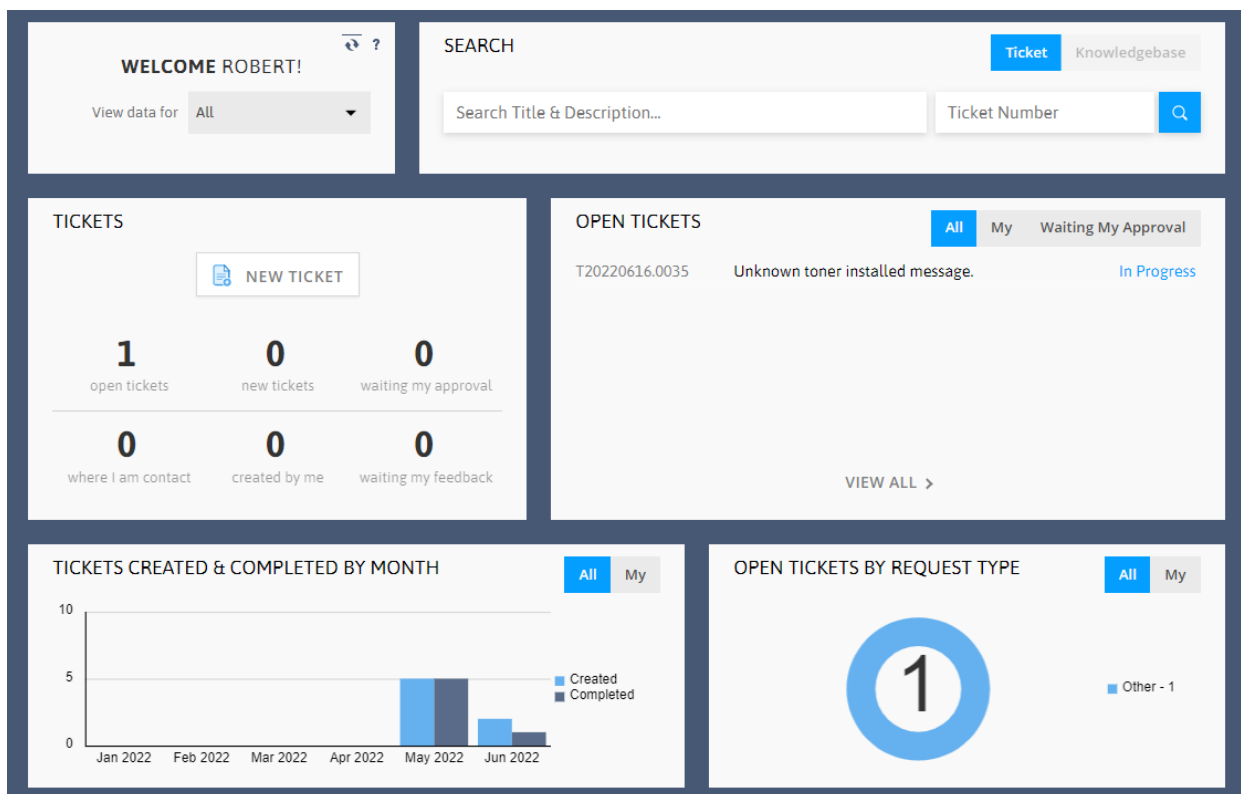 ?
WELCOME ROBERT!
View data for All
SEARCH
Ticket Knowledgebase
Search Title & Description... Ticket Number
TICKETS
NEW TICKET
1 0 0
open tickets new tickets waiting my approval
0 0 0
where I am contact created by me waiting my feedback
OPEN TICKETS
All My Waiting My Approval
T20220616.0035 Unknown toner installed message. In Progress
VIEW ALL >
TICKETS CREATED & COMPLETED BY MONTH
All My
10
5
0
Jan 2022 Feb 2022 Mar 2022 Apr 2022 May 2022 Jun 2022
Created
Completed
OPEN TICKETS BY REQUEST TYPE
All My
1
Other - 1